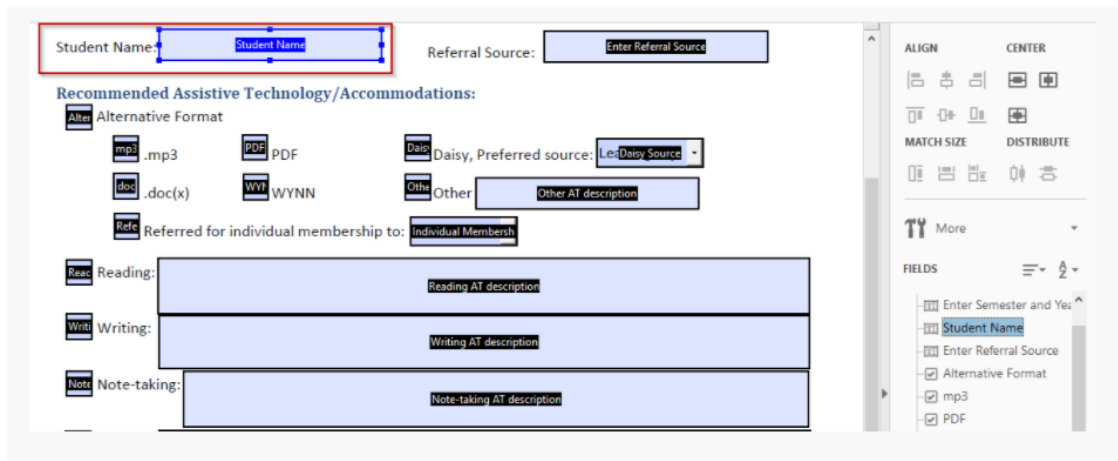 Student Name: Student Name
Referral Source: Enter Referral Source
Recommended Assistive Technology/Accommodations:
Alter Alternative Format
mp3 .mp3 PDF PDF Daisy Daisy, Preferred source: Lea Daisy Source
doc .doc(x) WYN WYNN Othe Other Other AT description
Refe Referred for individual membership to: Individual Membersh
Reac Reading: Reading AT description
Writi Writing: Writing AT description
Note Note-taking: Note-taking AT description
ALIGN CENTER
MATCH SIZE DISTRIBUTE
More
FIELDS
Enter Semester and Yea
Student Name
Enter Referral Source
Alternative Format
mp3
PDF